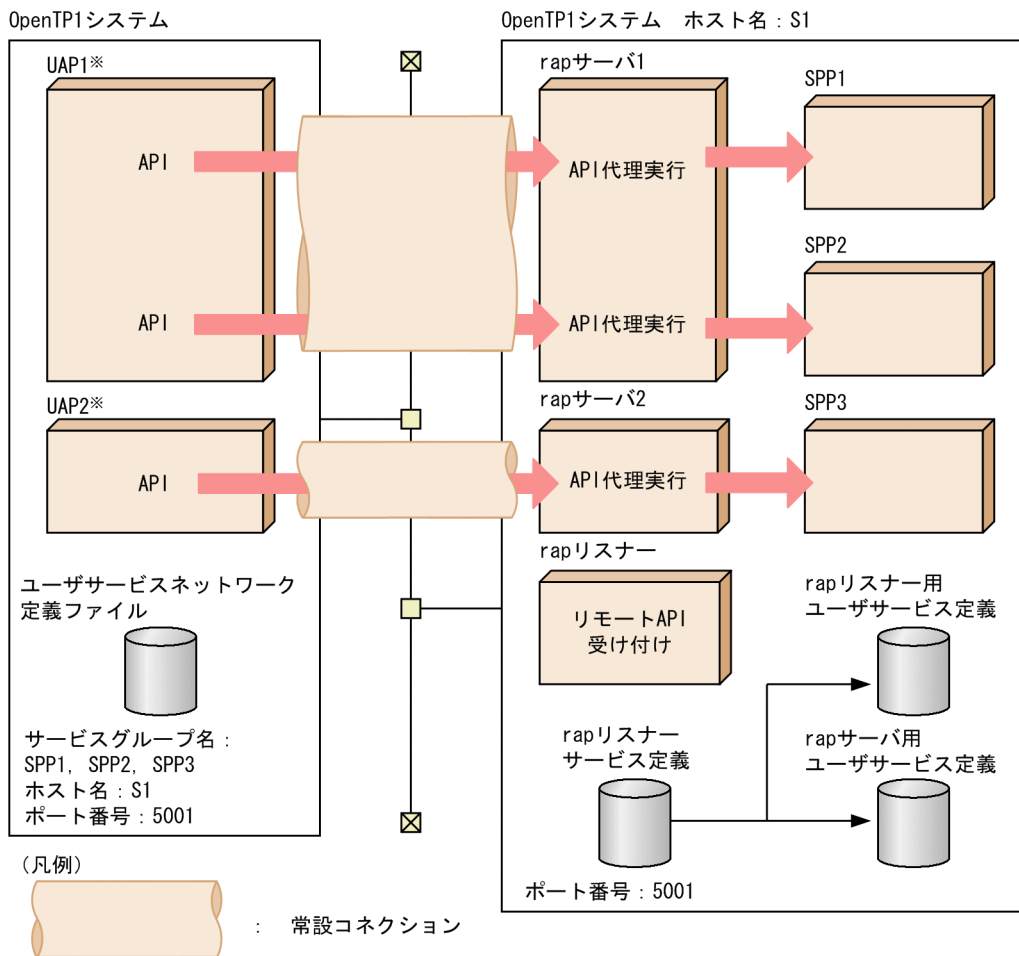 OpenTP1システム
UAP1※
API
API
UAP2※
API
ユーザサービスネットワーク
定義ファイル
サービスグループ名：
SPP1, SPP2, SPP3
ホスト名：S1
ポート番号：5001
OpenTP1システム　ホスト名：S1
rapサーバ1
API代理実行
API代理実行
SPP1
SPP2
rapサーバ2
API代理実行
SPP3
rapリスナー
リモートAPI
受け付け
rapリスナー
サービス定義
rapリスナー用
ユーザサービス定義
rapサーバ用
ユーザサービス定義
ポート番号：5001
（凡例）
：　常設コネクション